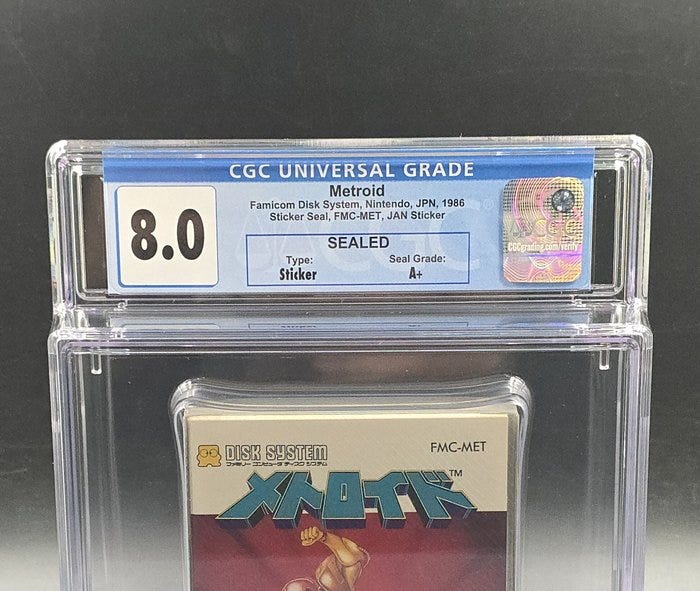 CGC UNIVERSAL GRADE
8.0
Metroid
Famicom Disk System, Nintendo, JPN, 1986
Sticker Seal, FMC-MET, JAN Sticker
SEALED
Type:
Sticker
Seal Grade:
A+
CGC
CGCgrading.com/verify
DISK SYSTEM
ファミリー コンピュータ ディスク システム
FMC-MET
メトロイド
TM